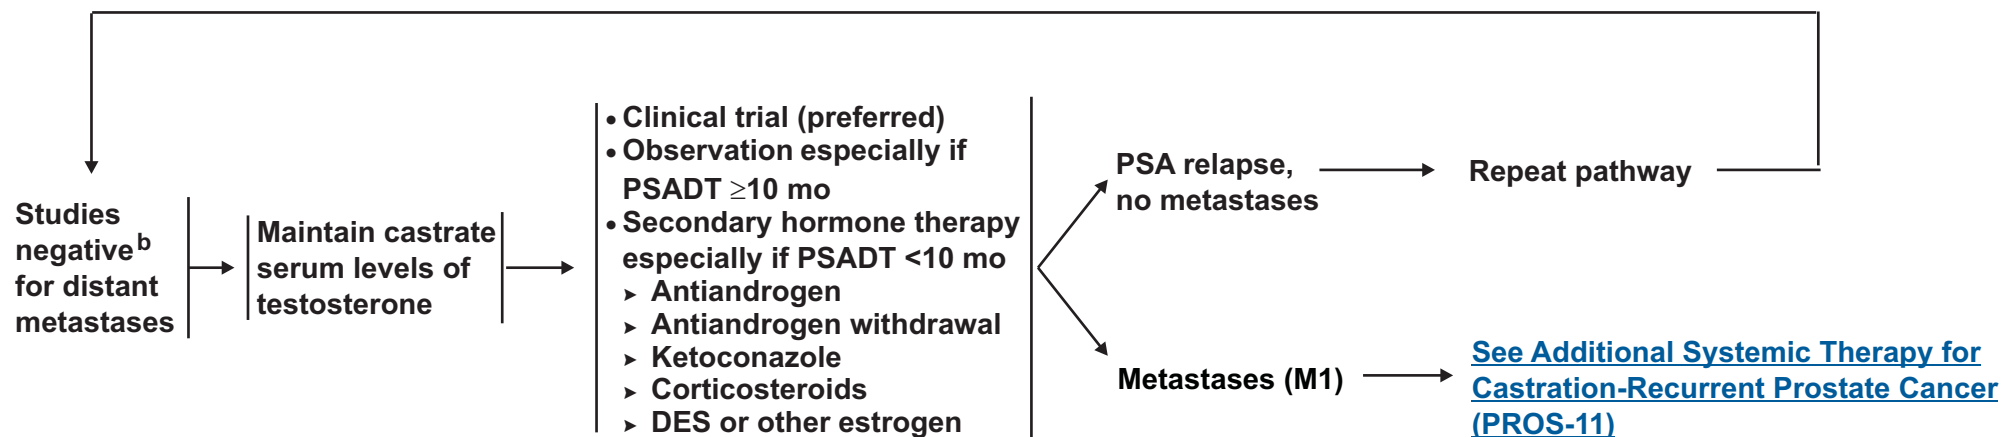 Studies
negative b
for distant
metastases
Maintain castrate
serum levels of
testosterone
• Clinical trial (preferred)
• Observation especially if
PSADT ≥10 mo
• Secondary hormone therapy
especially if PSADT <10 mo
➤ Antiandrogen
➤ Antiandrogen withdrawal
➤ Ketoconazole
➤ Corticosteroids
➤ DES or other estrogen
PSA relapse,
no metastases
Repeat pathway
Metastases (M1)
See Additional Systemic Therapy for
Castration-Recurrent Prostate Cancer
(PROS-11)